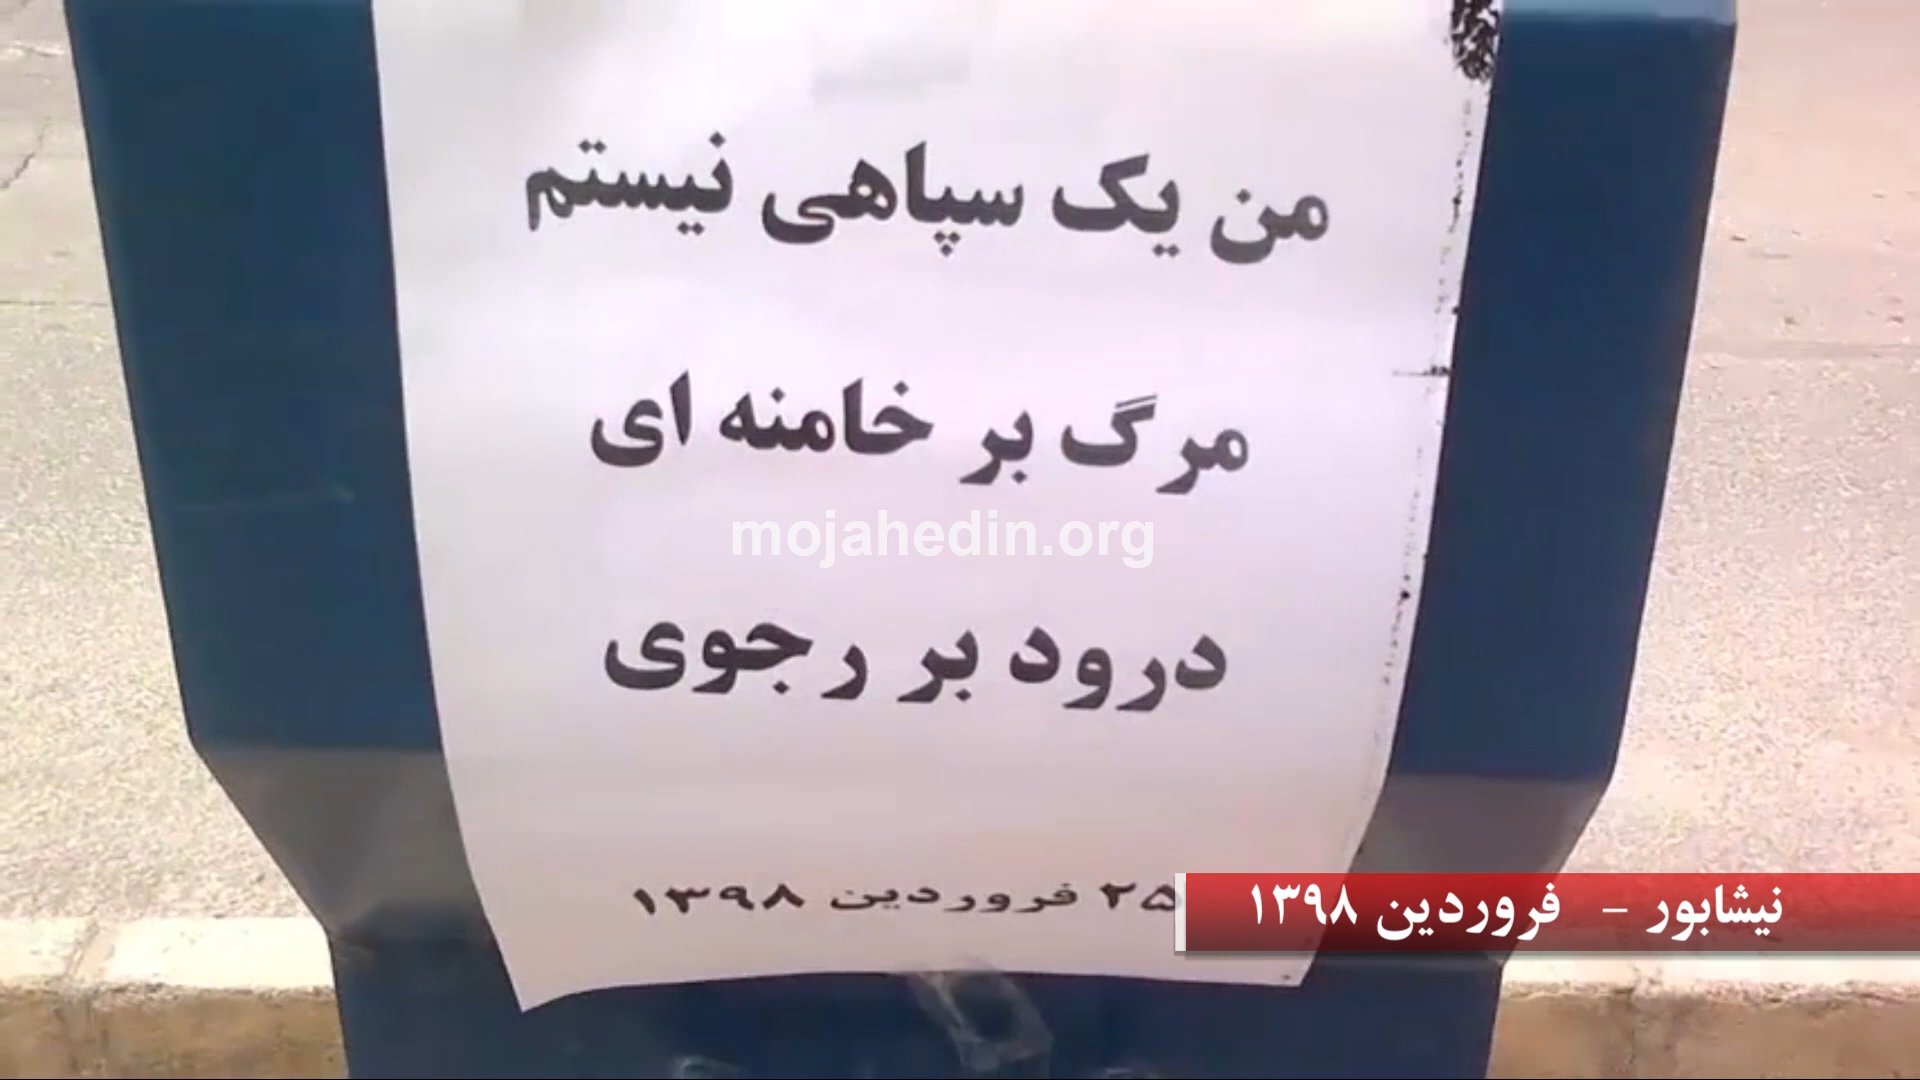 من یک سپاهی نیستم
مرگ بر خامنه ای
mojahedin.org
درود بر رجوی
۲۵ فروردین ۱۳۹۸
نیشابور - فروردین ۱۳۹۸